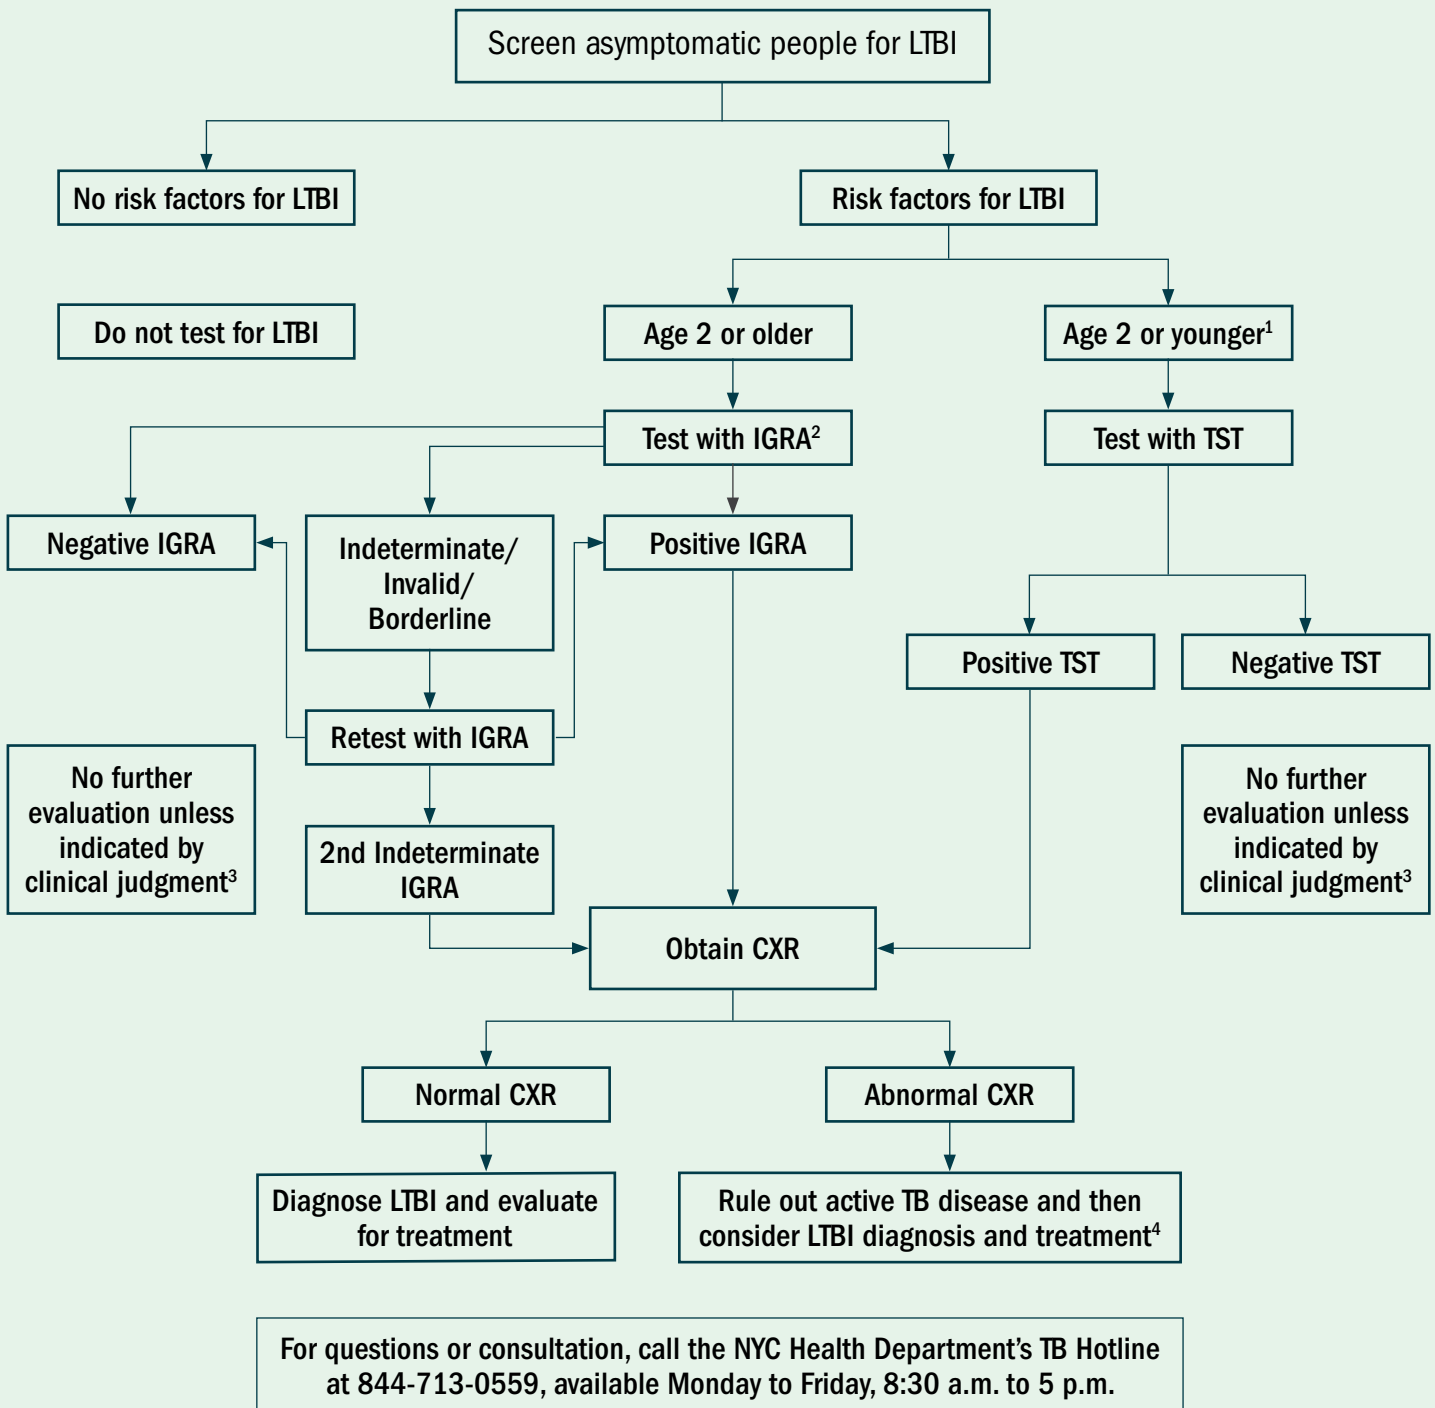 Screen asymptomatic people for LTBI
No risk factors for LTBI
Risk factors for LTBI
Do not test for LTBI
Age 2 or older
Age 2 or younger¹
Test with IGRA²
Test with TST
Negative IGRA
Indeterminate/
Invalid/
Borderline
Positive IGRA
Positive TST
Negative TST
Retest with IGRA
No further
evaluation unless
indicated by
clinical judgment³
2nd Indeterminate
IGRA
No further
evaluation unless
indicated by
clinical judgment³
Obtain CXR
Normal CXR
Abnormal CXR
Diagnose LTBI and evaluate
for treatment
Rule out active TB disease and then
consider LTBI diagnosis and treatment⁴
For questions or consultation, call the NYC Health Department’s TB Hotline
at 844-713-0559, available Monday to Friday, 8:30 a.m. to 5 p.m.